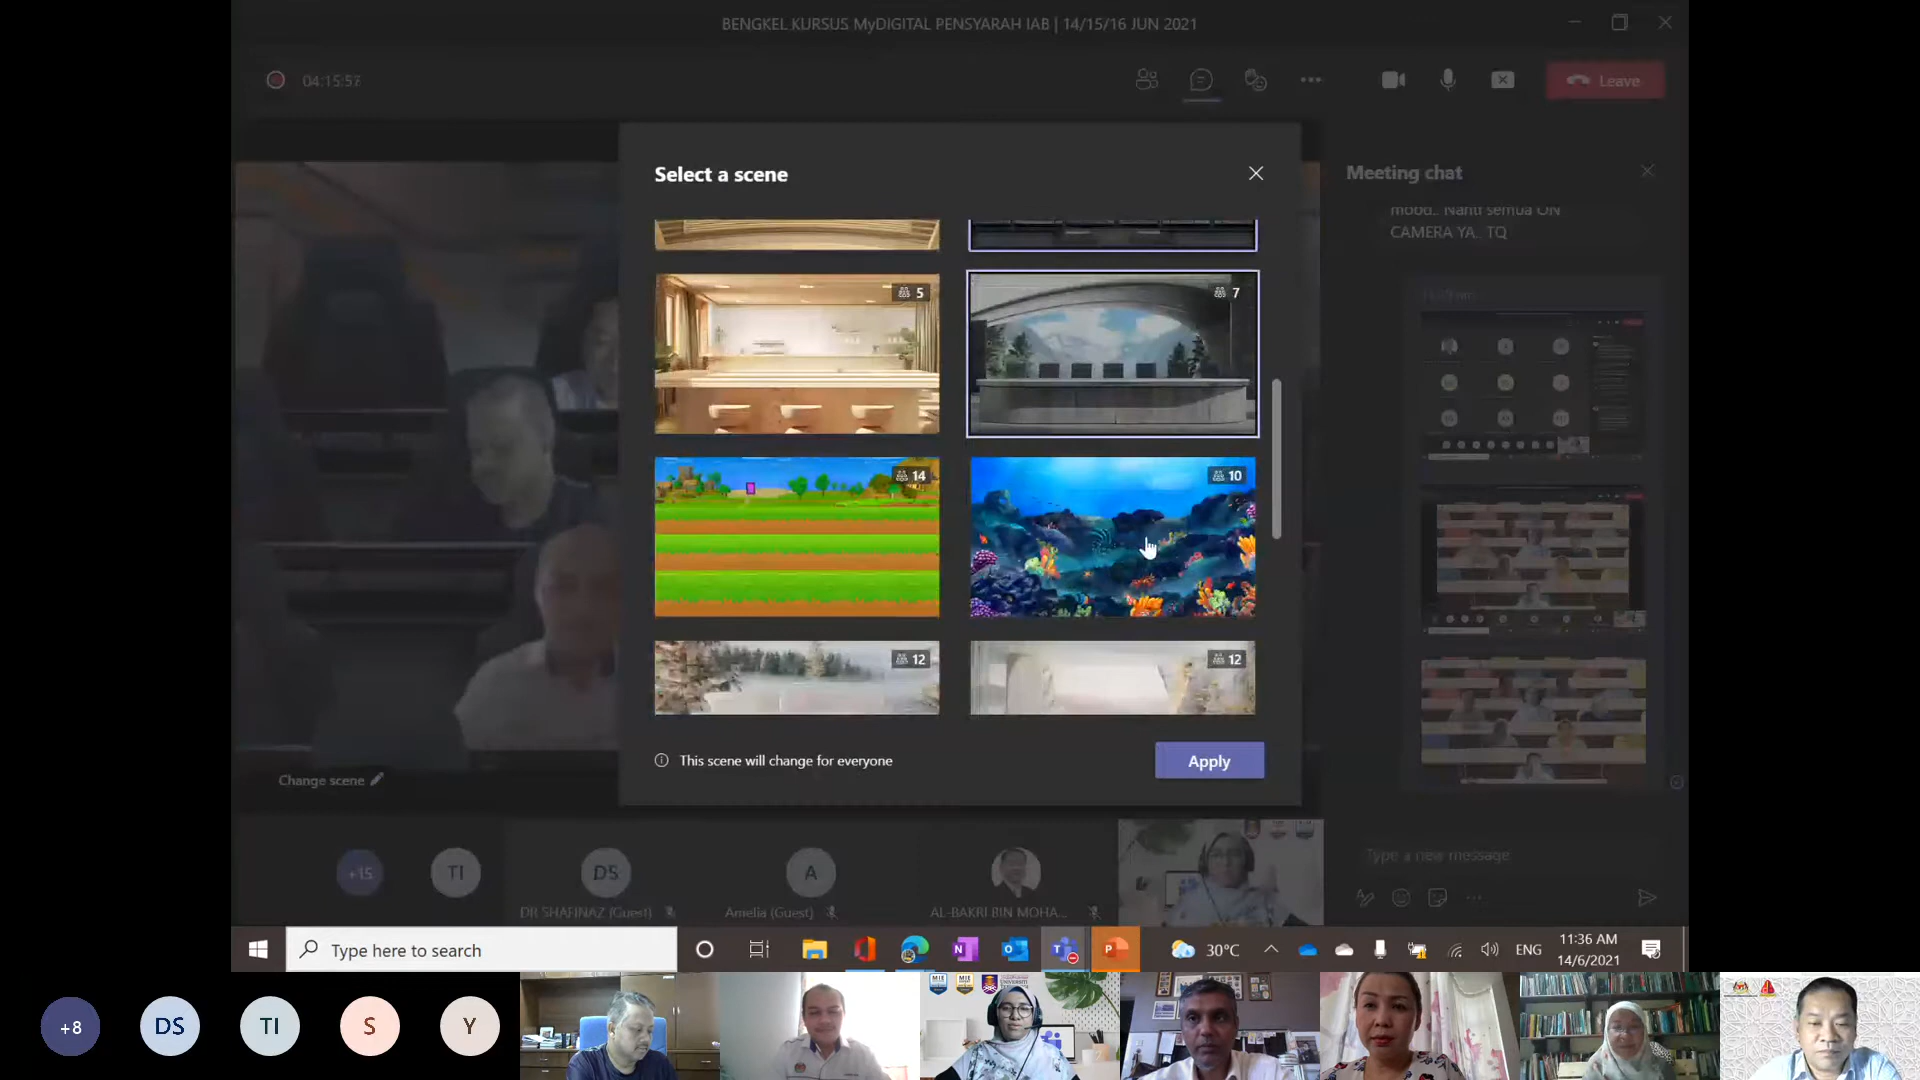 BENGKEL KURSUS MyDIGITAL PENSYARAH IAB | 14/15/16 JUN 2021
04:15:57
Leave
Select a scene
Meeting chat
mood.. Nanti semua ON
CAMERA YA.. TQ
5
7
14
10
12
12
This scene will change for everyone
Apply
Change scene
+15
TI
DS
A
DR SHAFINAZ (Guest)
Amelia (Guest)
AL-BAKRI BIN MOHA...
Type a new message
Type here to search
30°C
ENG
11:36 AM
14/6/2021
+8
DS
TI
S
Y